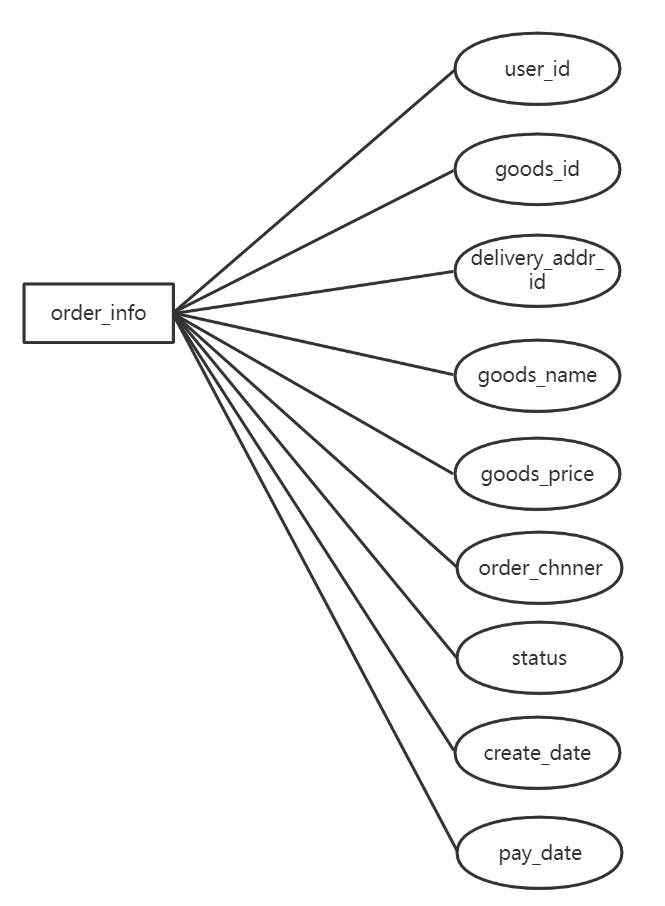 user_id
goods_id
delivery_addr_
id
order_info
goods_name
goods_price
order_chnner
status
create_date
pay_date